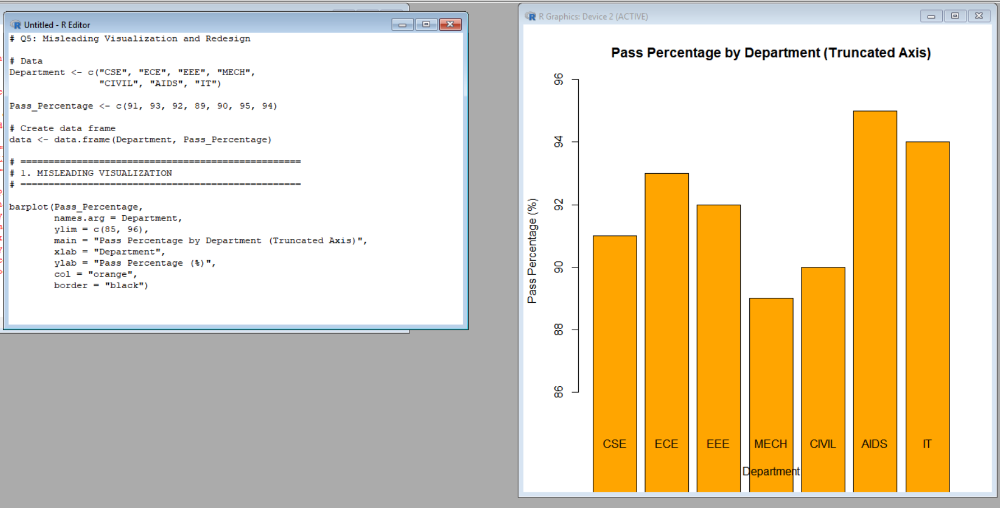 Untitled - R Editor
# Q5: Misleading Visualization and Redesign
# Data
Department <- c("CSE", "ECE", "EEE", "MECH",
"CIVIL", "AIDS", "IT")
Pass_Percentage <- c(91, 93, 92, 89, 90, 95, 94)
# Create data frame
data <- data.frame(Department, Pass_Percentage)
# ==================================================
# 1. MISLEADING VISUALIZATION
# ==================================================
barplot(Pass_Percentage,
names.arg = Department,
ylim = c(85, 96),
main = "Pass Percentage by Department (Truncated Axis)",
xlab = "Department",
ylab = "Pass Percentage (%)",
col = "orange",
border = "black")
R Graphics: Device 2 (ACTIVE)
Pass Percentage by Department (Truncated Axis)
Pass Percentage (%)
96
94
92
90
88
86
CSE ECE EEE MECH CIVIL AIDS IT
Department